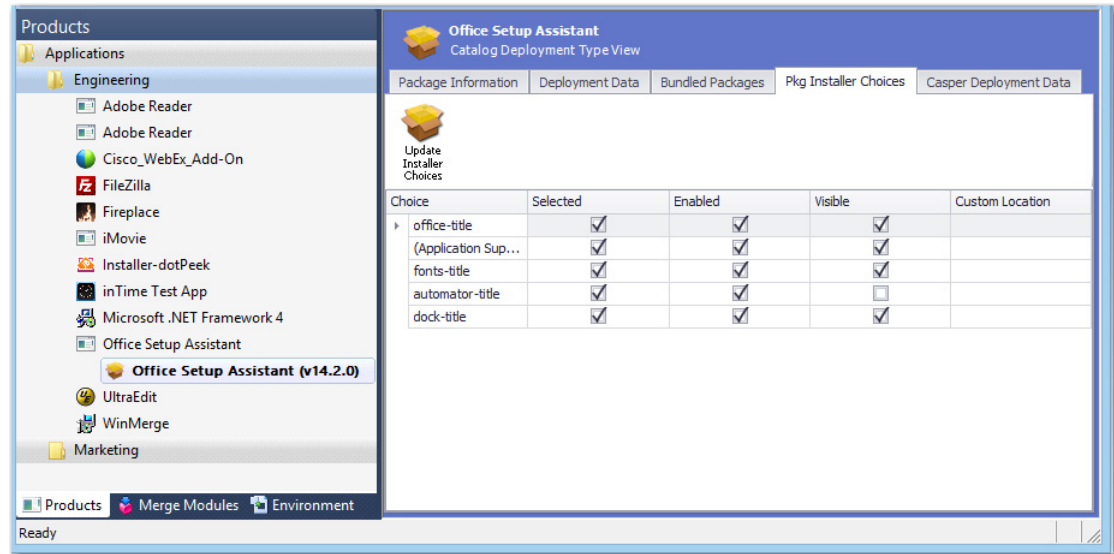 Products
Applications
Engineering
Adobe Reader
Adobe Reader
Cisco_WebEx_Add-On
FileZilla
Fireplace
iMovie
Installer-dotPeek
inTime Test App
Microsoft .NET Framework 4
Office Setup Assistant
Office Setup Assistant (v14.2.0)
UltraEdit
WinMerge
Marketing
Products Merge Modules Environment
Ready
Office Setup Assistant
Catalog Deployment Type View
Package Information Deployment Data Bundled Packages Pkg Installer Choices Casper Deployment Data
Update
Installer
Choices
Choice Selected Enabled Visible Custom Location
office-title
(Application Sup...
fonts-title
automator-title
dock-title